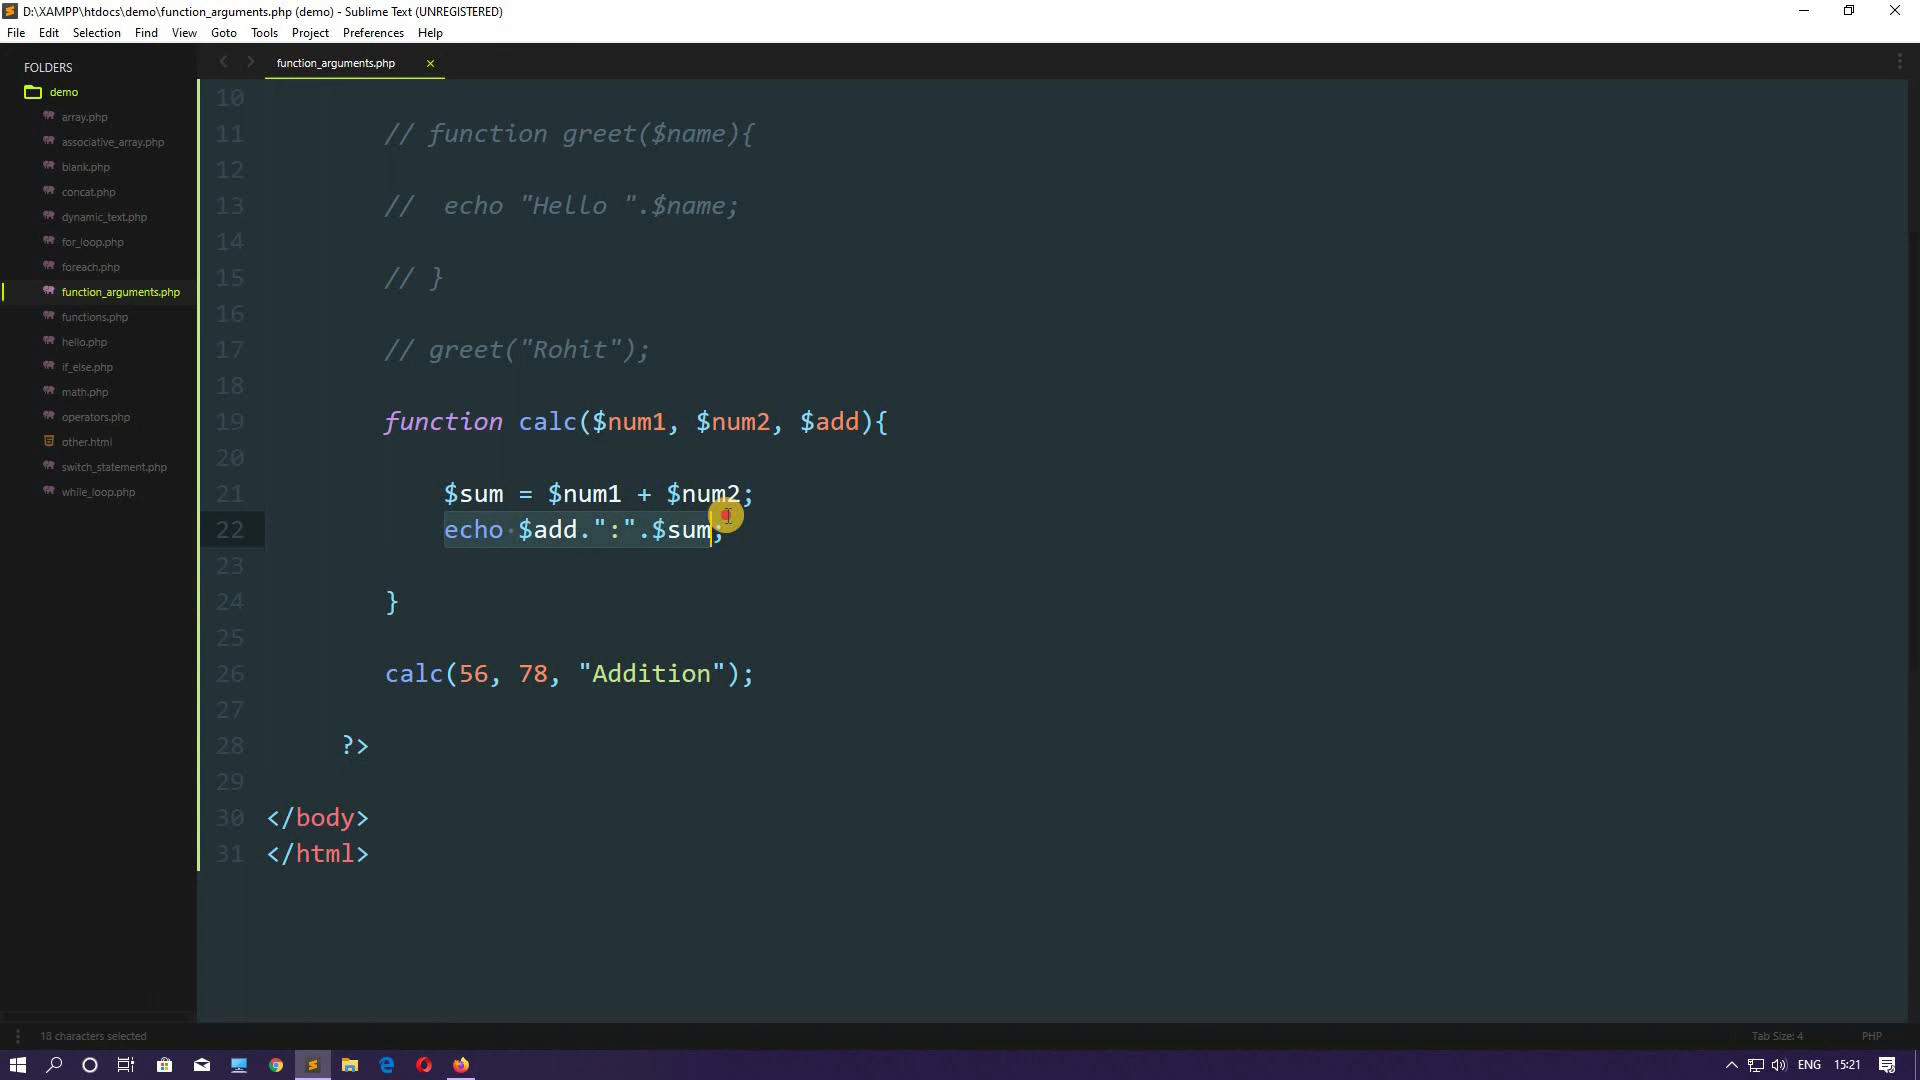 D:\XAMPP\htdocs\demo\function_arguments.php (demo) - Sublime Text (UNREGISTERED)
File Edit Selection Find View Goto Tools Project Preferences Help
FOLDERS
demo
array.php
associative_array.php
blank.php
concat.php
dynamic_text.php
for_loop.php
foreach.php
function_arguments.php
functions.php
hello.php
if_else.php
math.php
operators.php
other.html
switch_statement.php
while_loop.php
function_arguments.php
10
11 // function greet($name){
12
13 //  echo "Hello ".$name;
14
15 // }
16
17 // greet("Rohit");
18
19 function calc($num1, $num2, $add){
20
21 $sum = $num1 + $num2;
22 echo $add.":".$sum;
23
24 }
25
26 calc(56, 78, "Addition");
27
28 ?>
29
30 </body>
31 </html>
18 characters selected
Tab Size: 4
PHP
ENG
15:21